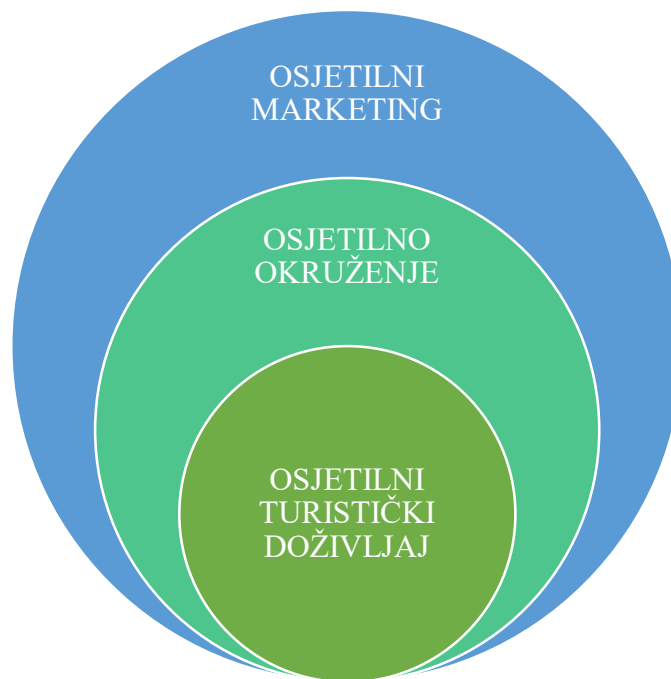 OSJETILNI
MARKETING
OSJETILNO
OKRUŽENJE
OSJETILNI
TURISTIČKI
DOŽIVLJAJ